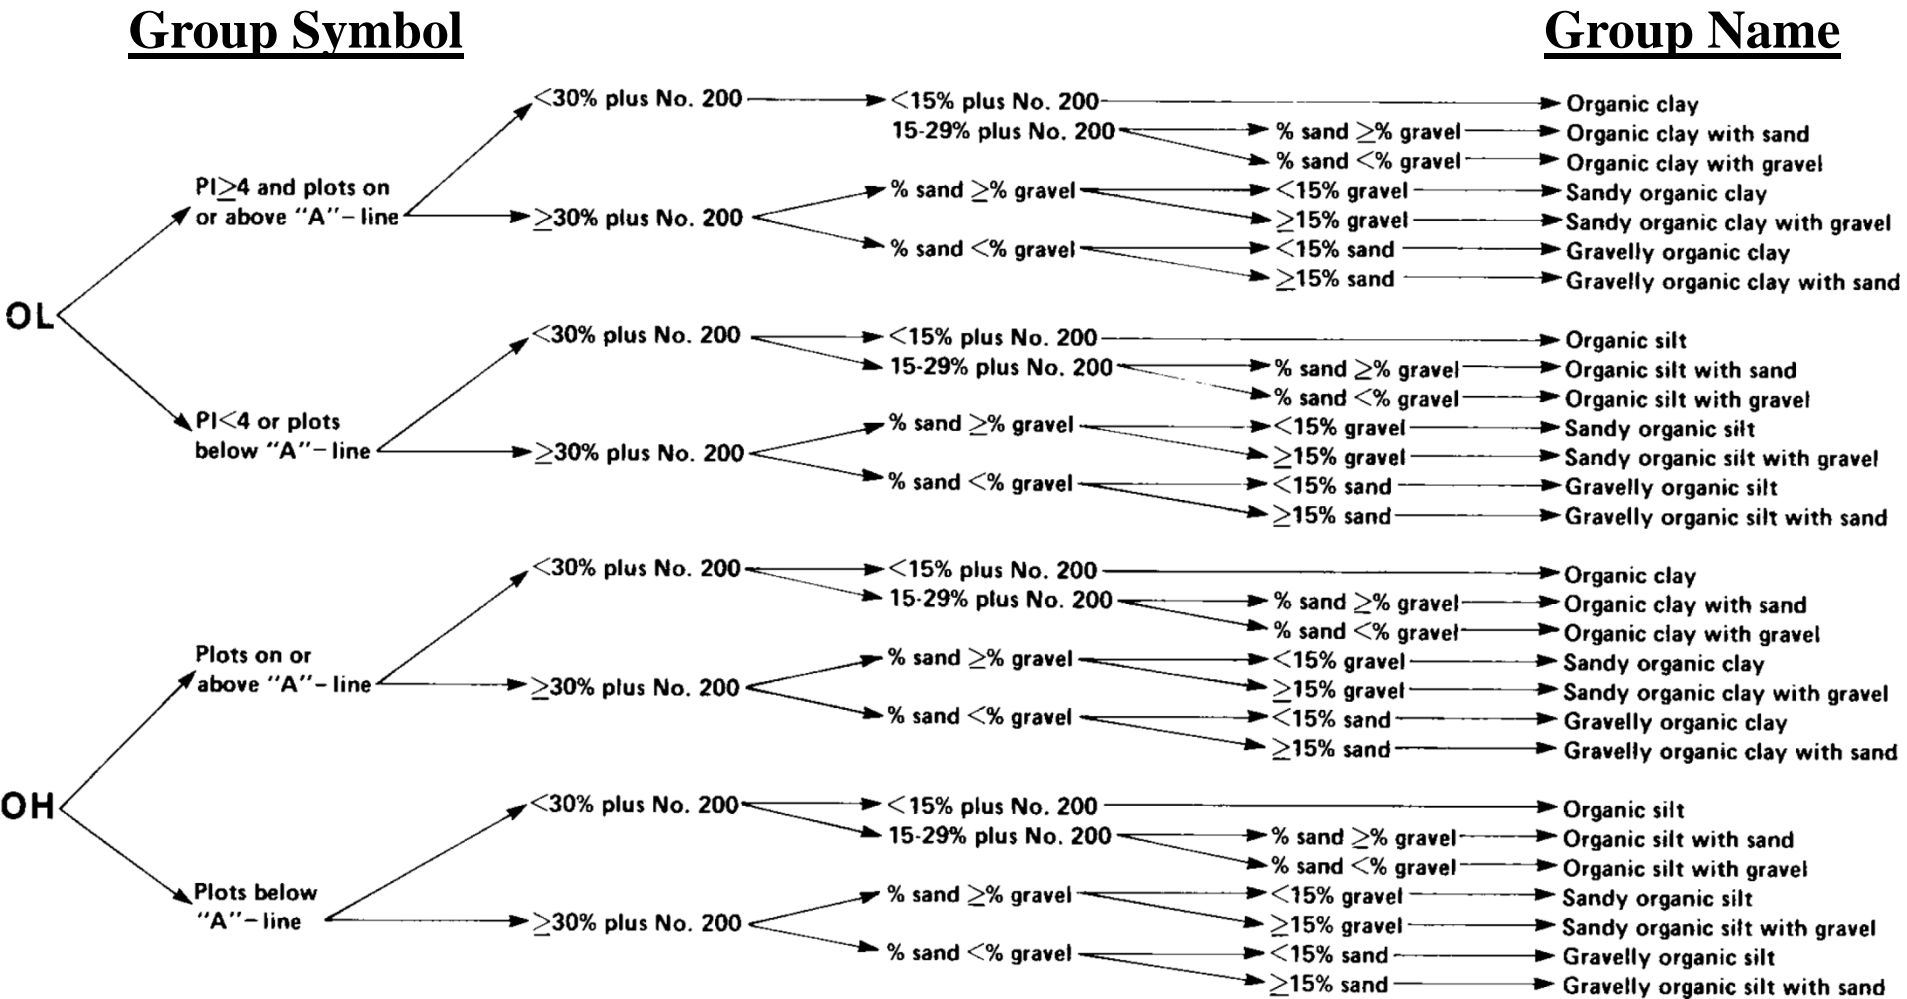 Group Symbol Group Name
<30% plus No. 200 <15% plus No. 200 Organic clay
15-29% plus No. 200 % sand ≥% gravel Organic clay with sand
% sand <% gravel Organic clay with gravel
PI≥4 and plots on % sand ≥% gravel <15% gravel Sandy organic clay
or above "A"–line ≥30% plus No. 200 ≥15% gravel Sandy organic clay with gravel
% sand <% gravel <15% sand Gravelly organic clay
≥15% sand Gravelly organic clay with sand
OL
<30% plus No. 200 <15% plus No. 200 Organic silt
15-29% plus No. 200 % sand ≥% gravel Organic silt with sand
% sand <% gravel Organic silt with gravel
PI<4 or plots % sand ≥% gravel <15% gravel Sandy organic silt
below "A"–line ≥30% plus No. 200 ≥15% gravel Sandy organic silt with gravel
% sand <% gravel <15% sand Gravelly organic silt
≥15% sand Gravelly organic silt with sand
<30% plus No. 200 <15% plus No. 200 Organic clay
15-29% plus No. 200 % sand ≥% gravel Organic clay with sand
% sand <% gravel Organic clay with gravel
Plots on or % sand ≥% gravel <15% gravel Sandy organic clay
above "A"–line ≥30% plus No. 200 ≥15% gravel Sandy organic clay with gravel
% sand <% gravel <15% sand Gravelly organic clay
≥15% sand Gravelly organic clay with sand
OH <30% plus No. 200 <15% plus No. 200 Organic silt
15-29% plus No. 200 % sand ≥% gravel Organic silt with sand
% sand <% gravel Organic silt with gravel
Plots below % sand ≥% gravel <15% gravel Sandy organic silt
"A"–line ≥30% plus No. 200 ≥15% gravel Sandy organic silt with gravel
% sand <% gravel <15% sand Gravelly organic silt
≥15% sand Gravelly organic silt with sand